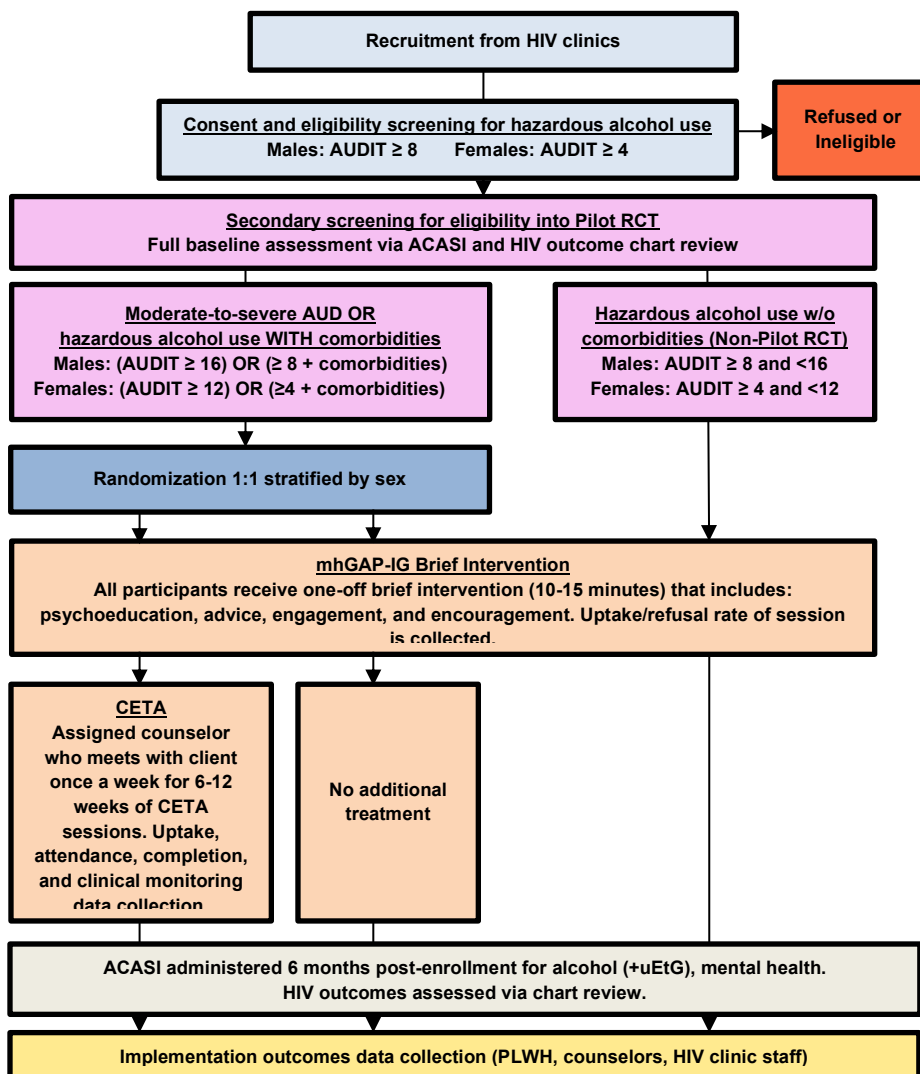 Recruitment from HIV clinics
Consent and eligibility screening for hazardous alcohol use
Males: AUDIT ≥ 8 Females: AUDIT ≥ 4
Refused or
Ineligible
Secondary screening for eligibility into Pilot RCT
Full baseline assessment via ACASI and HIV outcome chart review
Moderate-to-severe AUD OR
hazardous alcohol use WITH comorbidities
Males: (AUDIT ≥ 16) OR (≥ 8 + comorbidities)
Females: (AUDIT ≥ 12) OR (≥4 + comorbidities)
Hazardous alcohol use w/o
comorbidities (Non-Pilot RCT)
Males: AUDIT ≥ 8 and <16
Females: AUDIT ≥ 4 and <12
Randomization 1:1 stratified by sex
mhGAP-IG Brief Intervention
All participants receive one-off brief intervention (10-15 minutes) that includes:
psychoeducation, advice, engagement, and encouragement. Uptake/refusal rate of session
is collected.
CETA
Assigned counselor
who meets with client
once a week for 6-12
weeks of CETA
sessions. Uptake,
attendance, completion,
and clinical monitoring
data collection
No additional
treatment
ACASI administered 6 months post-enrollment for alcohol (+uEtG), mental health.
HIV outcomes assessed via chart review.
Implementation outcomes data collection (PLWH, counselors, HIV clinic staff)